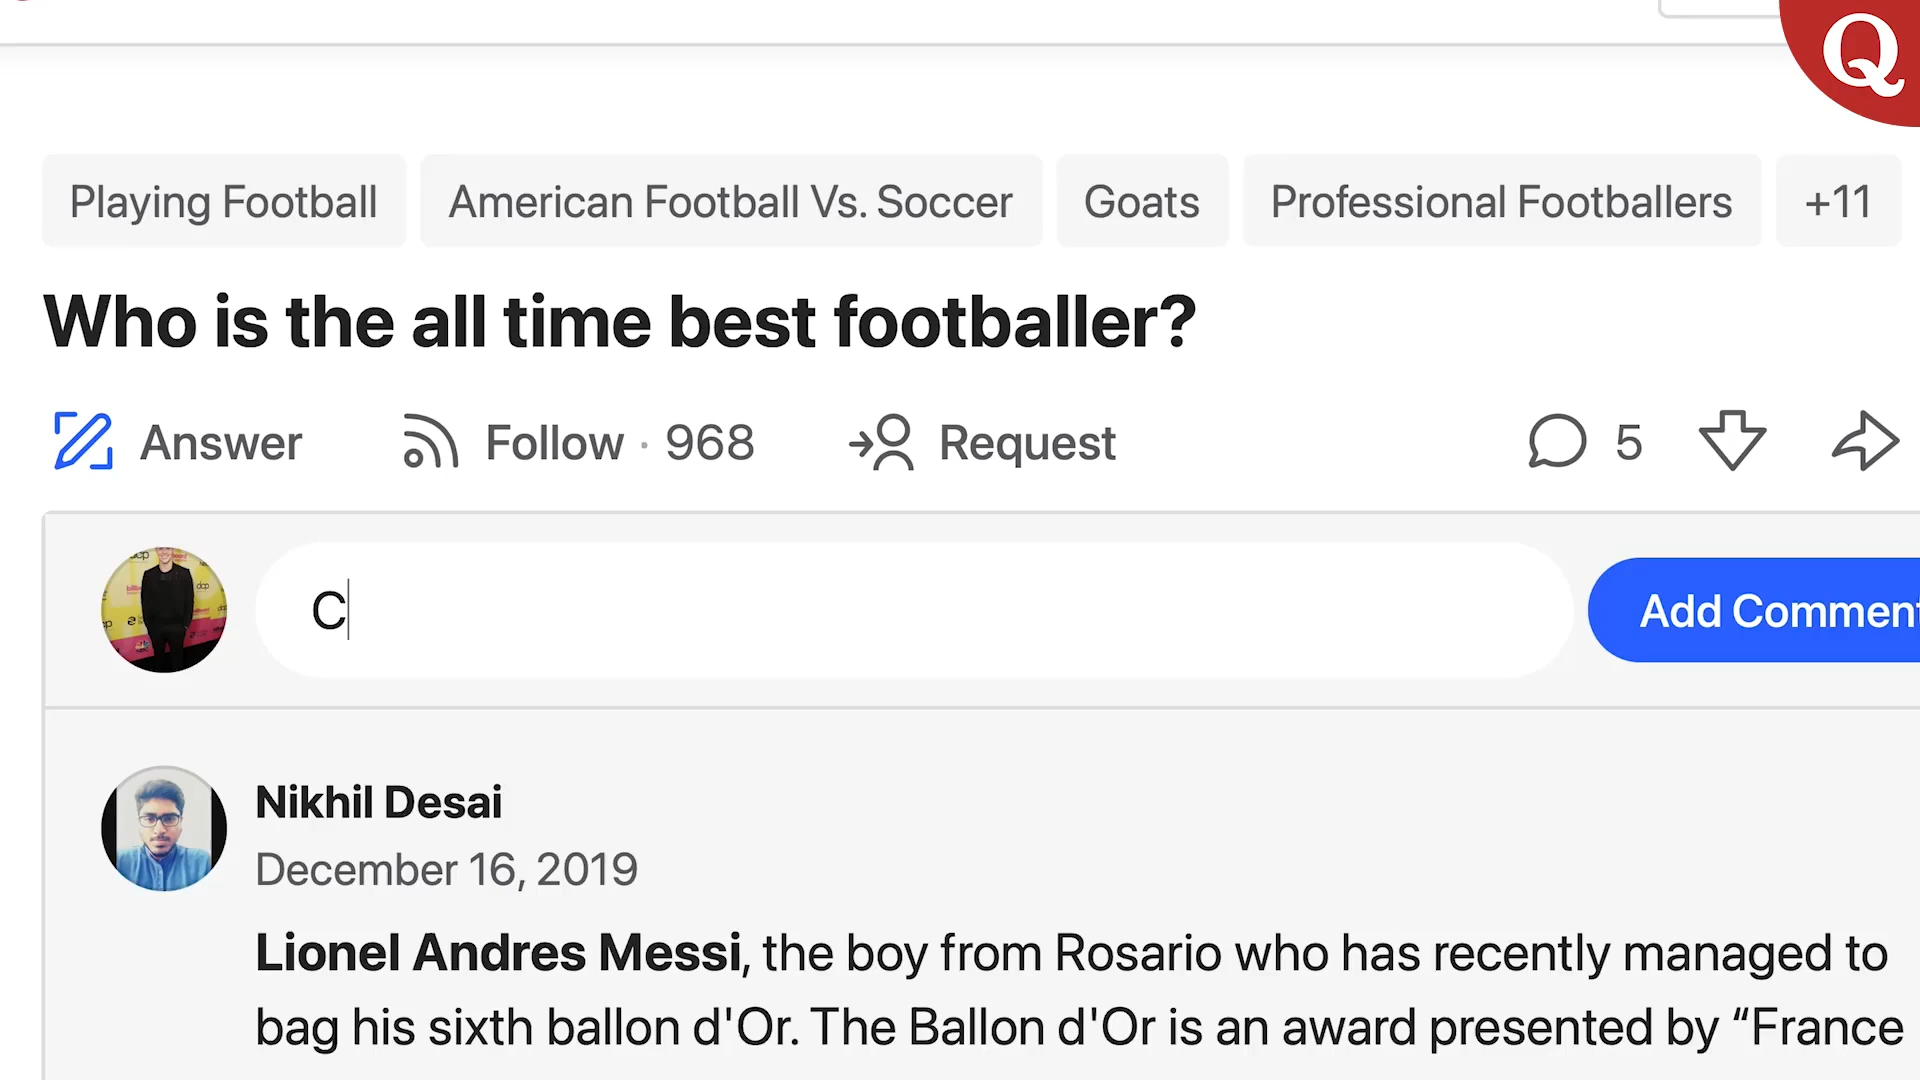 Q
Playing Football American Football Vs. Soccer Goats Professional Footballers +11
Who is the all time best footballer?
Answer Follow · 968 Request 5
C
Add Comment
Nikhil Desai
December 16, 2019
Lionel Andres Messi, the boy from Rosario who has recently managed to
bag his sixth ballon d'Or. The Ballon d'Or is an award presented by “France